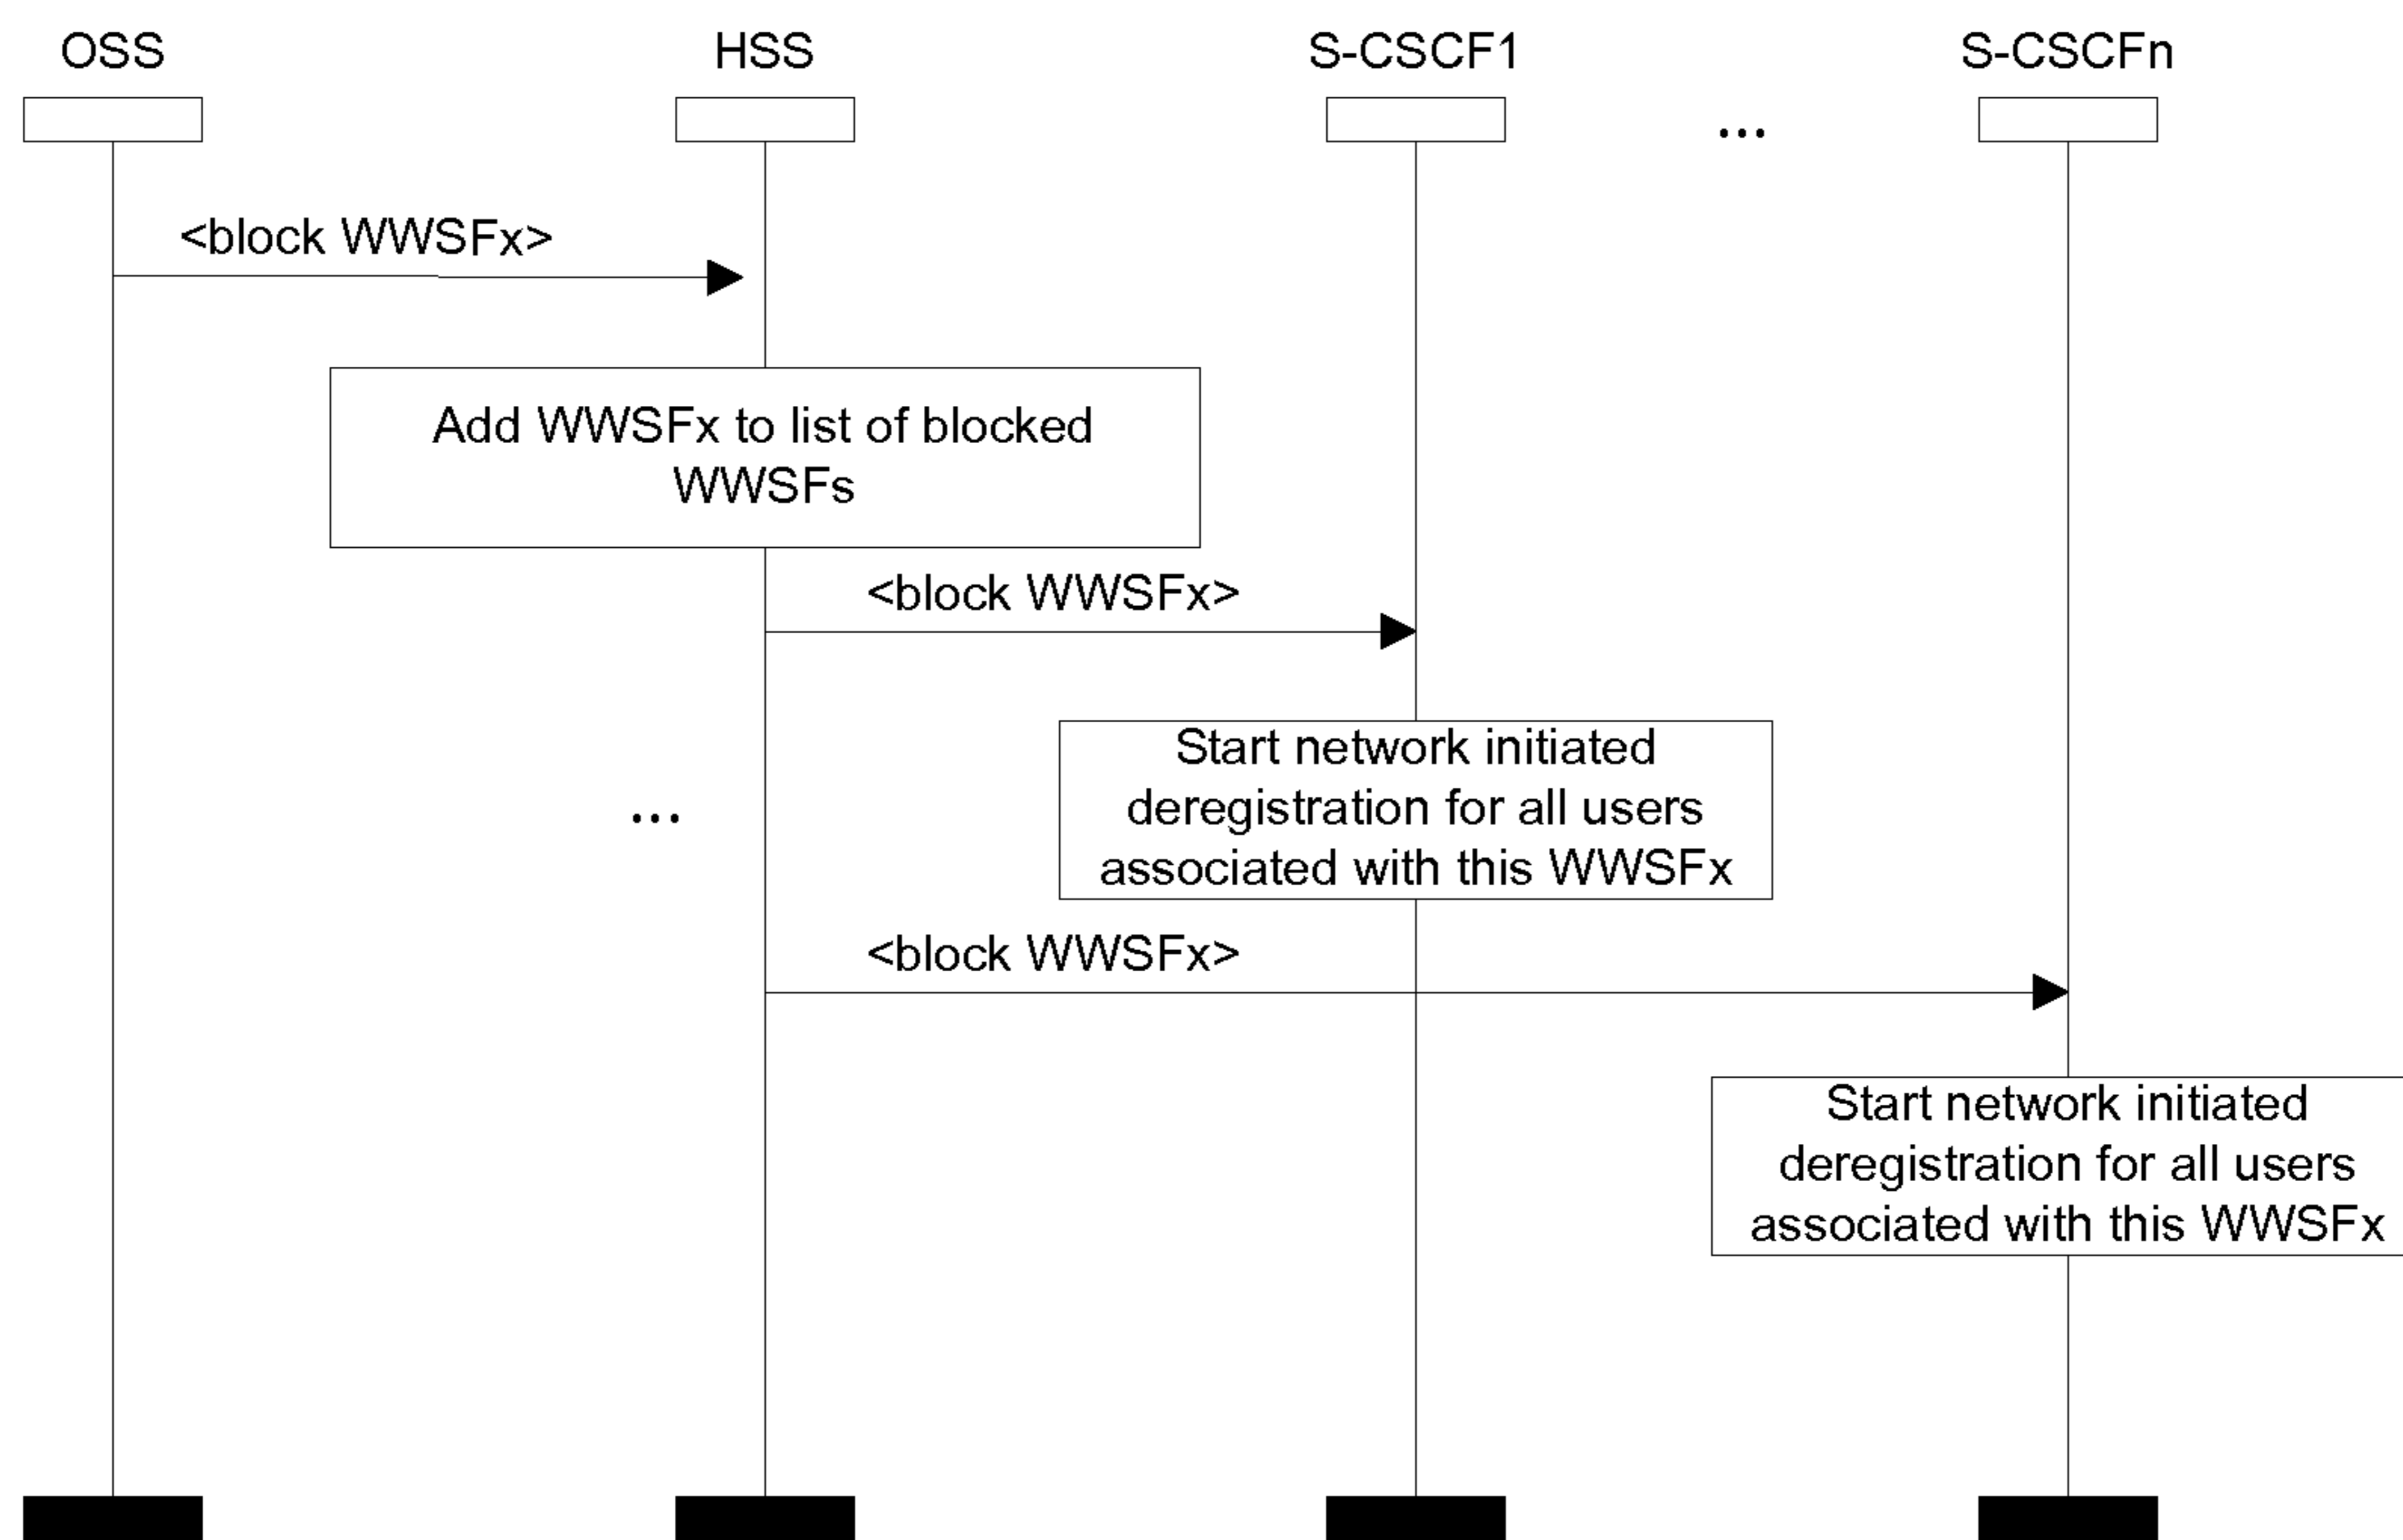 OSS
HSS
S-CSCF1
S-CSCFn
...
<block WWSFx>
Add WWSFx to list of blocked
WWSFs
<block WWSFx>
Start network initiated
deregistration for all users
associated with this WWSFx
...
<block WWSFx>
Start network initiated
deregistration for all users
associated with this WWSFx